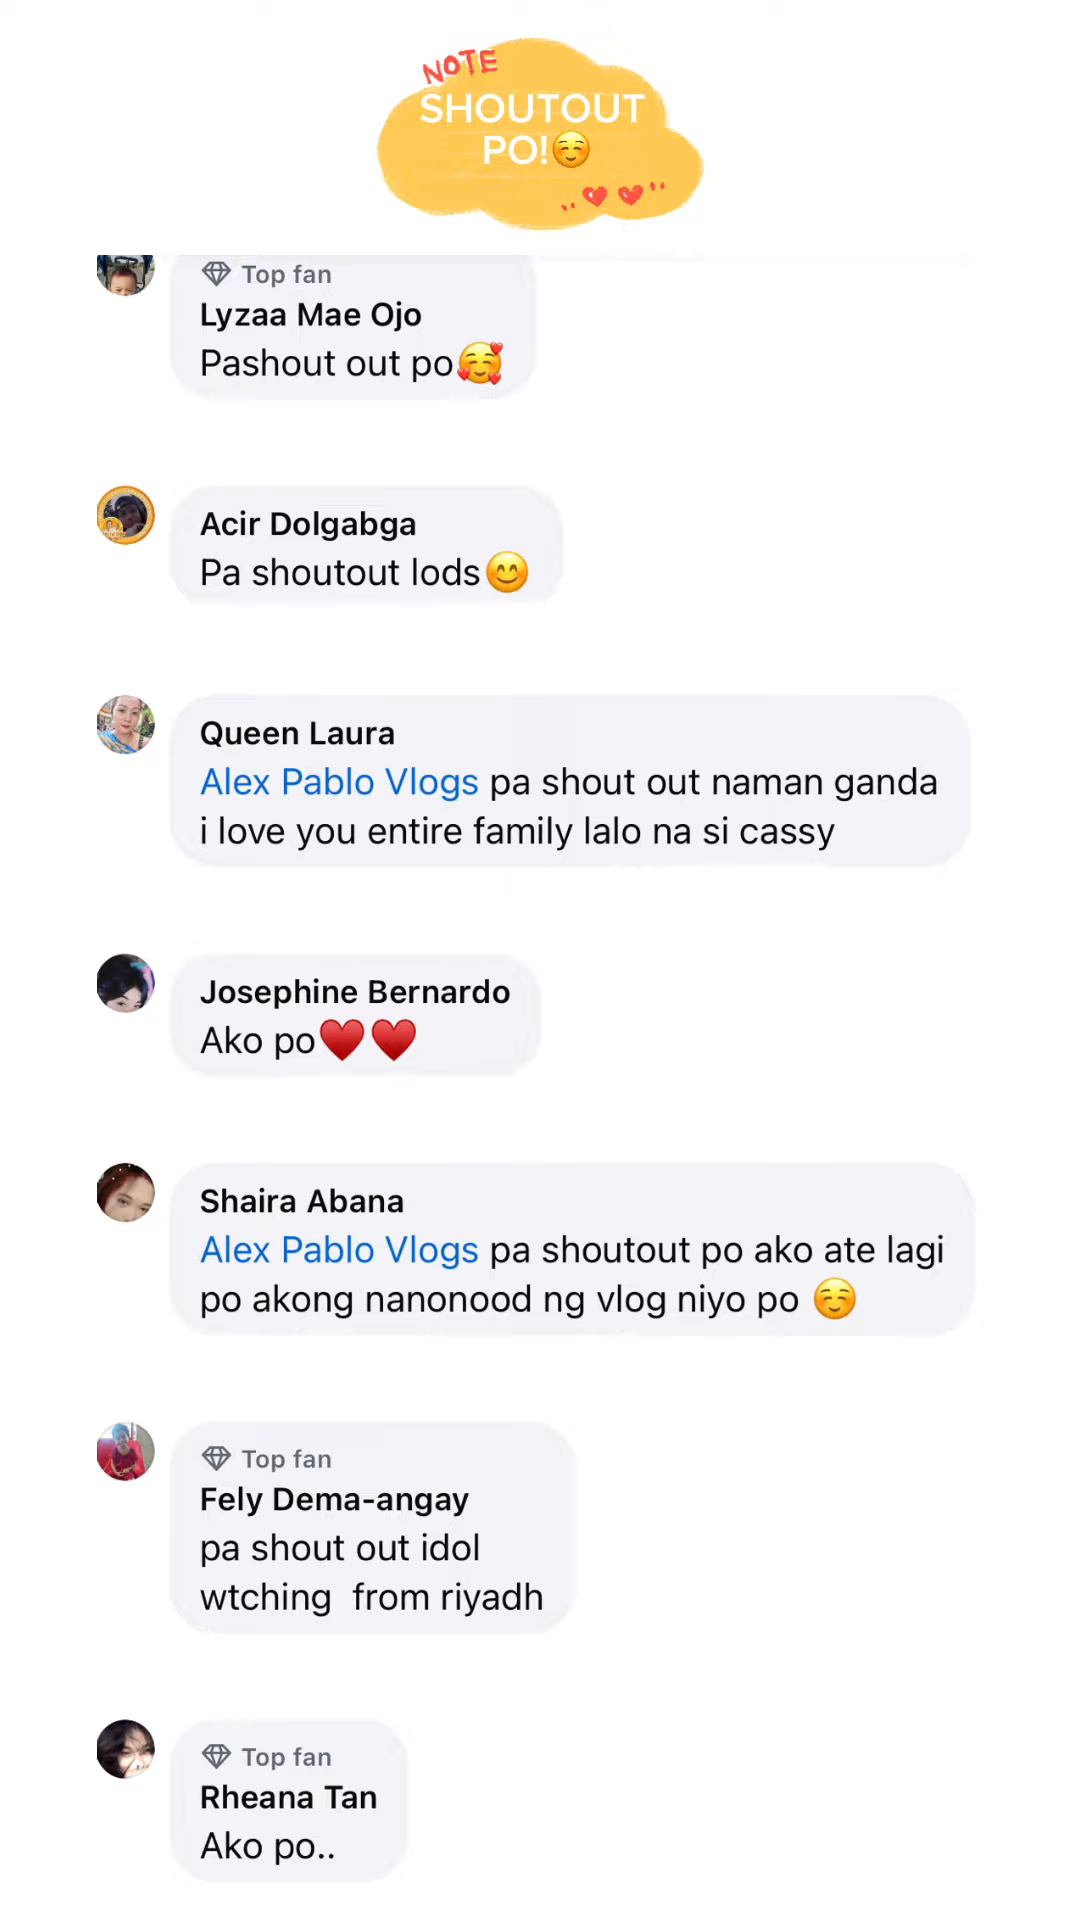 NOTE
SHOUTOUT
PO!☺️
Top fan
Lyzaa Mae Ojo
Pashout out po🥰
Acir Dolgabga
Pa shoutout lods😊
Queen Laura
Alex Pablo Vlogs pa shout out naman ganda
i love you entire family lalo na si cassy
Josephine Bernardo
Ako po♥️♥️
Shaira Abana
Alex Pablo Vlogs pa shoutout po ako ate lagi
po akong nanonood ng vlog niyo po ☺️
Top fan
Fely Dema-angay
pa shout out idol
wtching  from riyadh
Top fan
Rheana Tan
Ako po..